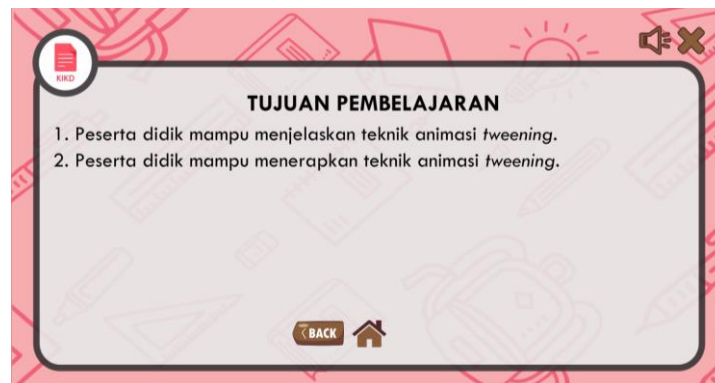 KIKD
TUJUAN PEMBELAJARAN
1. Peserta didik mampu menjelaskan teknik animasi tweening.
2. Peserta didik mampu menerapkan teknik animasi tweening.
BACK